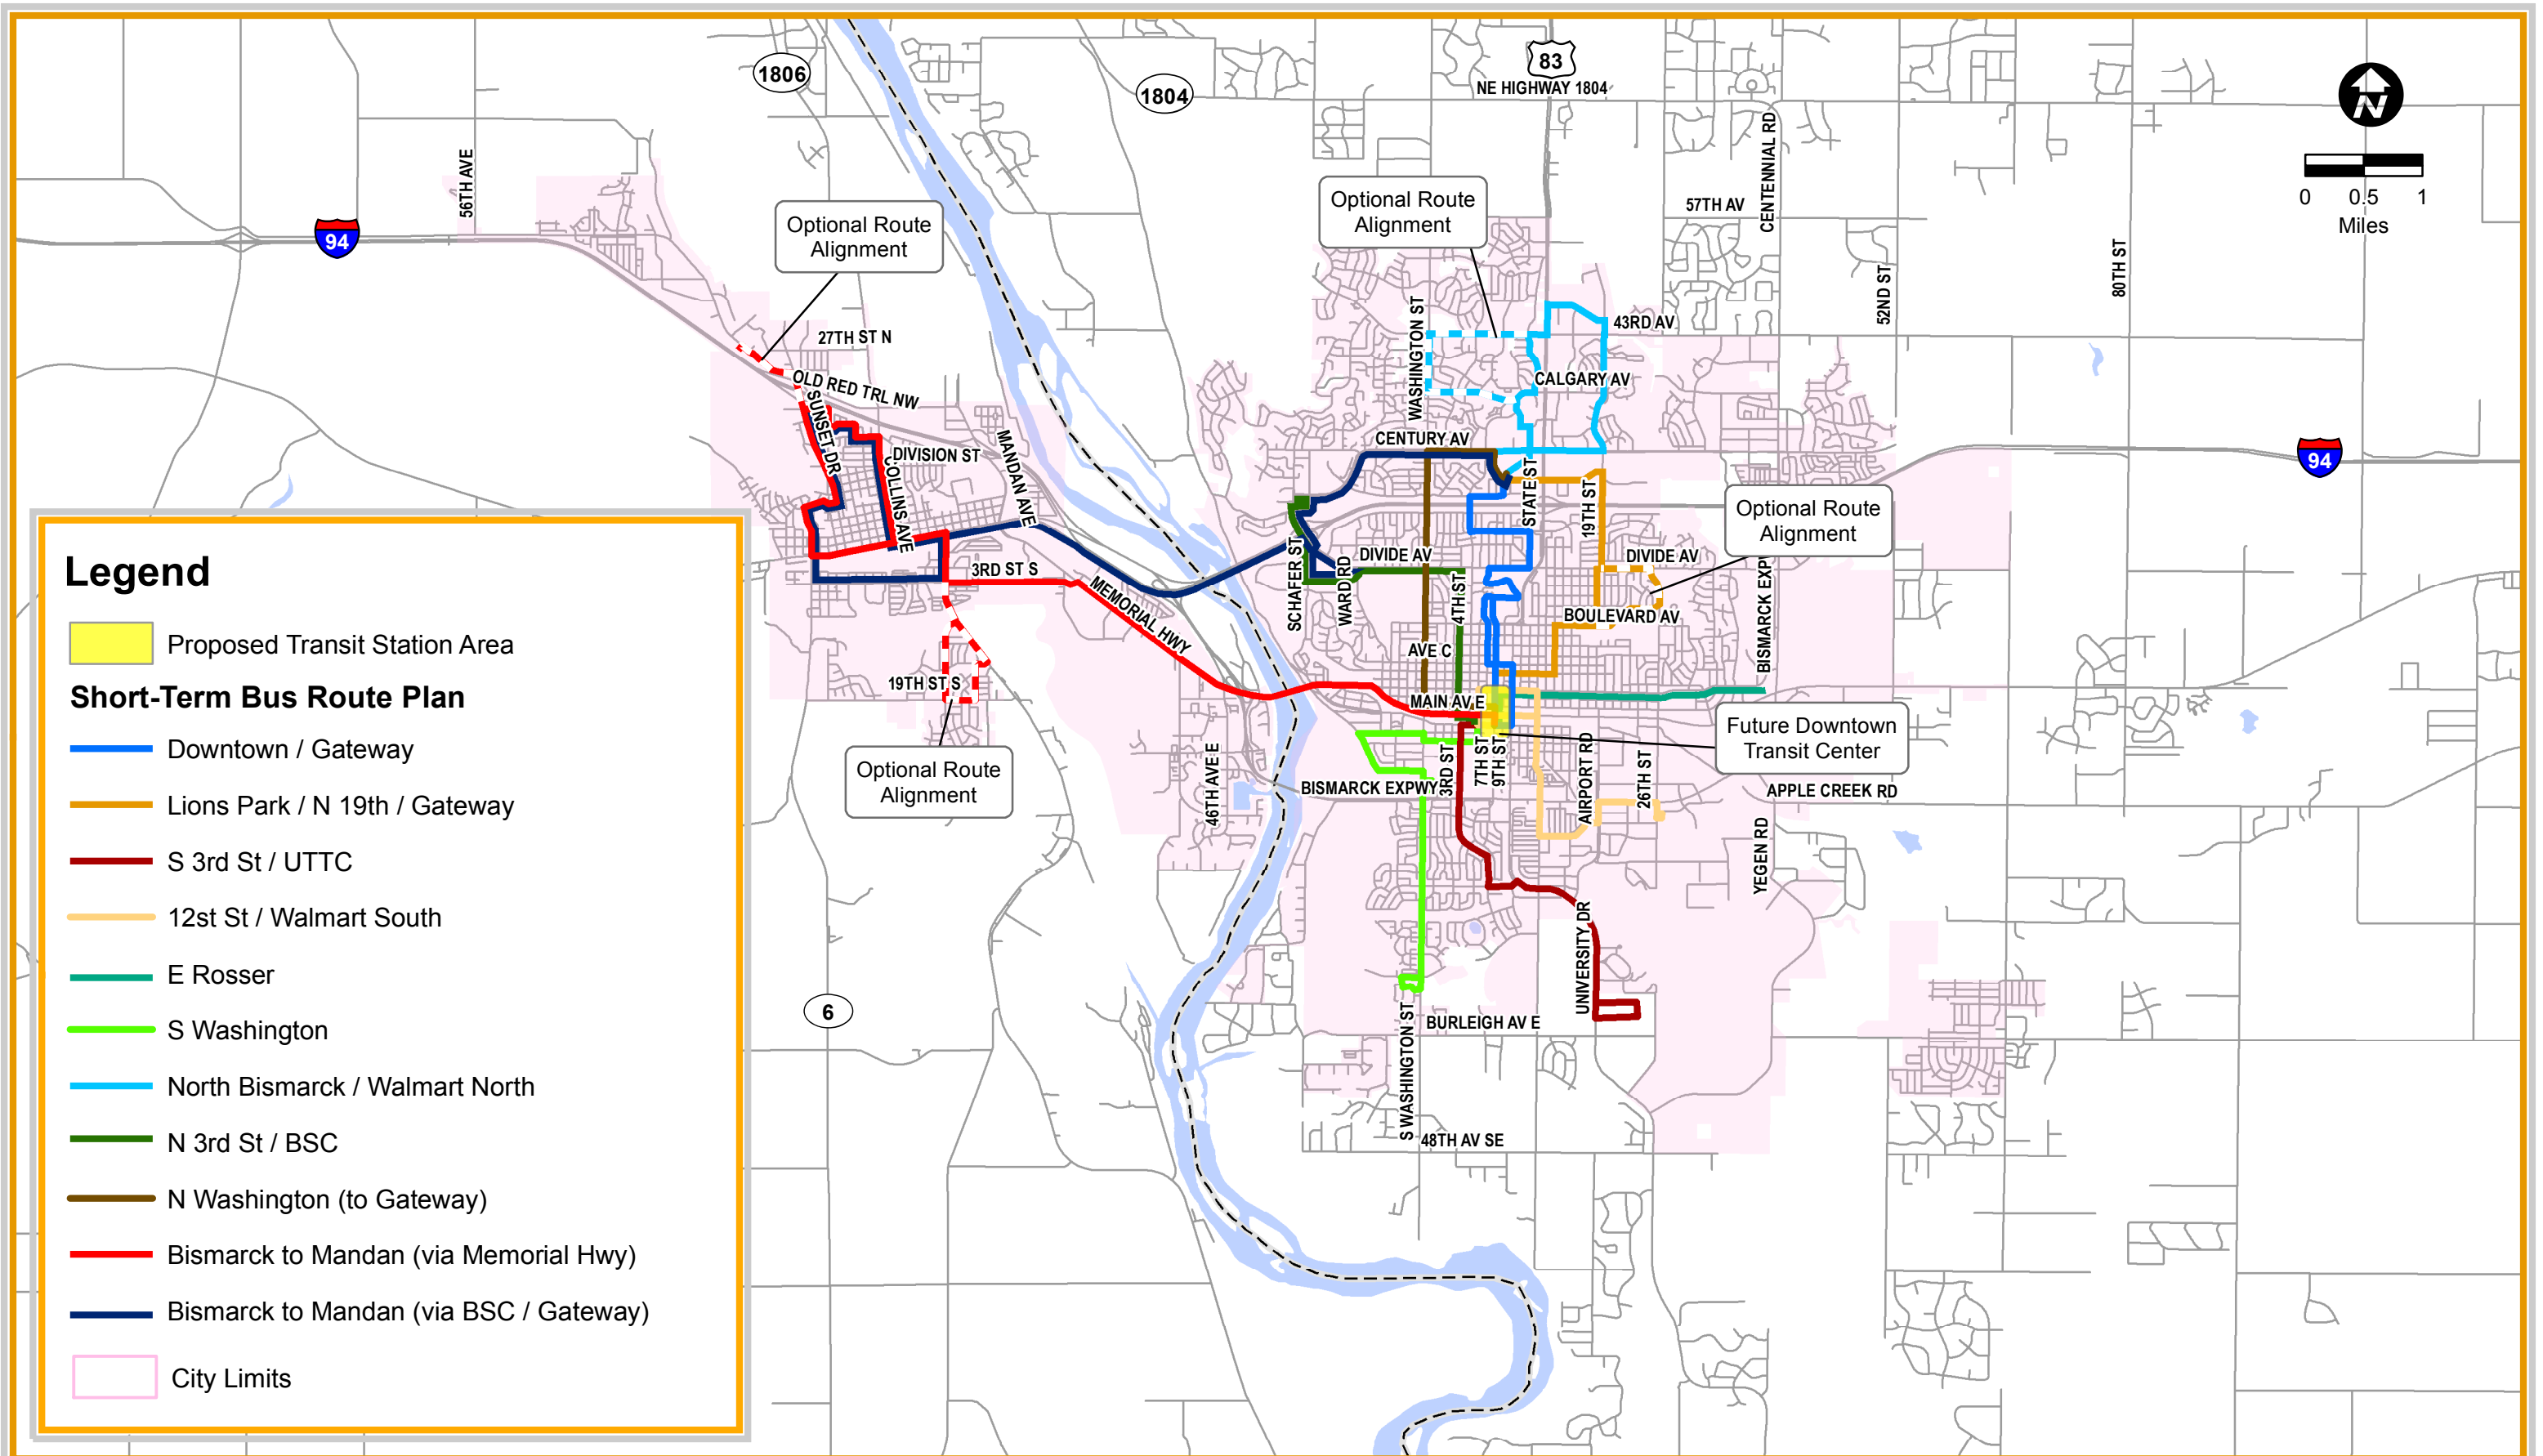 1806
1804
83
NE HIGHWAY 1804
N
0 0.5 1
Miles
56TH AVE
94
Optional Route
Alignment
Optional Route
Alignment
57TH AV
CENTENNIAL RD
52ND ST
80TH ST
27TH ST N
OLD RED TRL NW
SUNSET DR
COLLINS AVE
DIVISION ST
MANDAN AVE
WASHINGTON ST
43RD AV
CALGARY AV
CENTURY AV
STATE ST
19TH ST
94
Optional Route
Alignment
DIVIDE AV
DIVIDE AV
SCHAFER ST
WARD RD
4TH ST
BOULEVARD AV
BISMARCK EXPY
3RD ST S
MEMORIAL HWY
AVE C
19TH ST S
MAIN AV E
Future Downtown
Transit Center
Optional Route
Alignment
46TH AVE E
BISMARCK EXPWY
3RD ST
7TH ST
9TH ST
AIRPORT RD
26TH ST
APPLE CREEK RD
YEGEN RD
UNIVERSITY DR
6
S WASHINGTON ST
BURLEIGH AV E
48TH AV SE
Legend
Proposed Transit Station Area
Short-Term Bus Route Plan
Downtown / Gateway
Lions Park / N 19th / Gateway
S 3rd St / UTTC
12st St / Walmart South
E Rosser
S Washington
North Bismarck / Walmart North
N 3rd St / BSC
N Washington (to Gateway)
Bismarck to Mandan (via Memorial Hwy)
Bismarck to Mandan (via BSC / Gateway)
City Limits